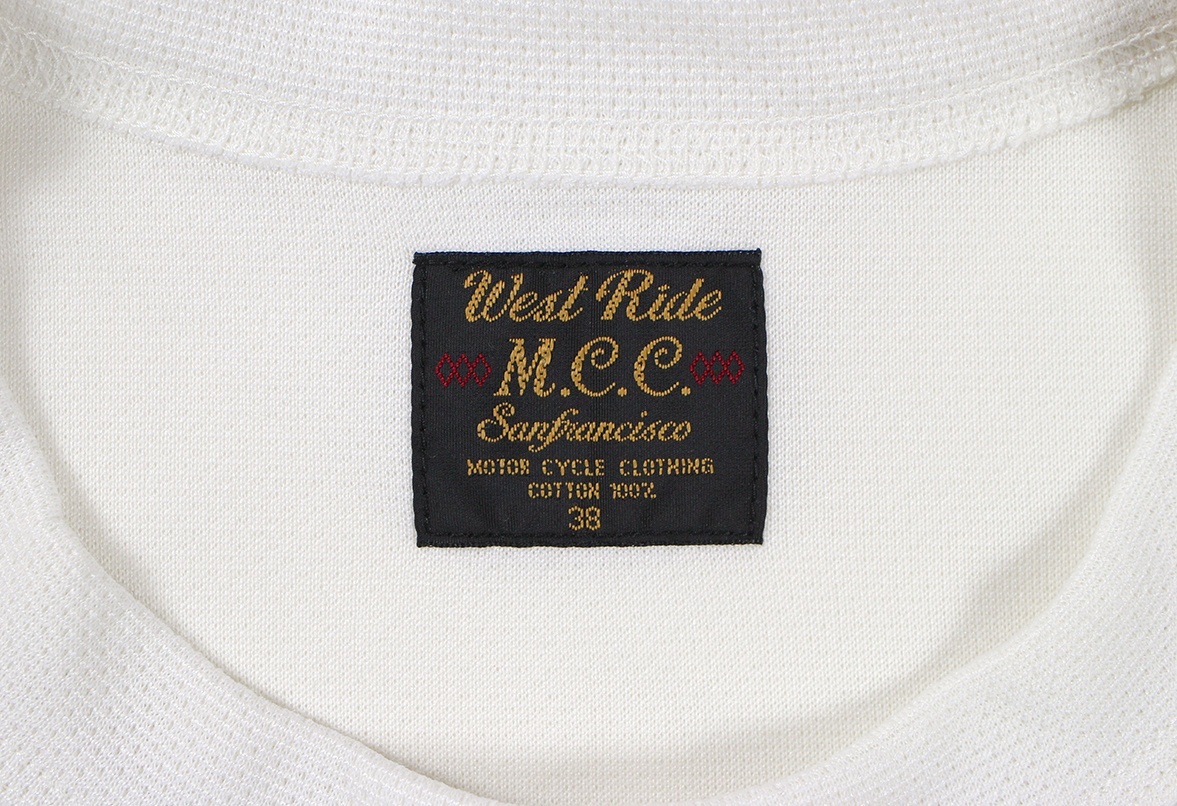 West Ride
M.C.C.
Sanfrancisco
MOTOR CYCLE CLOTHING
COTTON 100%
38